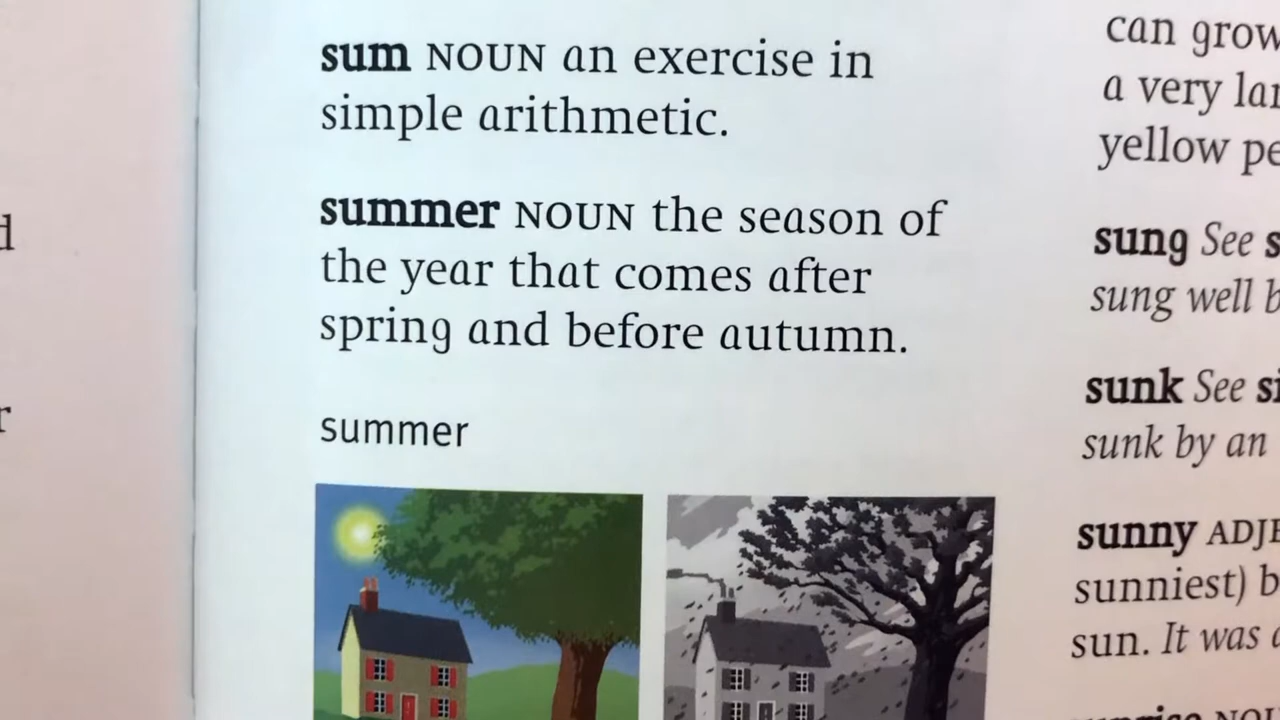 sum NOUN an exercise in
simple arithmetic.
summer NOUN the season of
the year that comes after
spring and before autumn.
summer
can grow
a very
yellow
sung See
sung well
sunk See
sunk by an
sunny
sunniest)
sun. It was